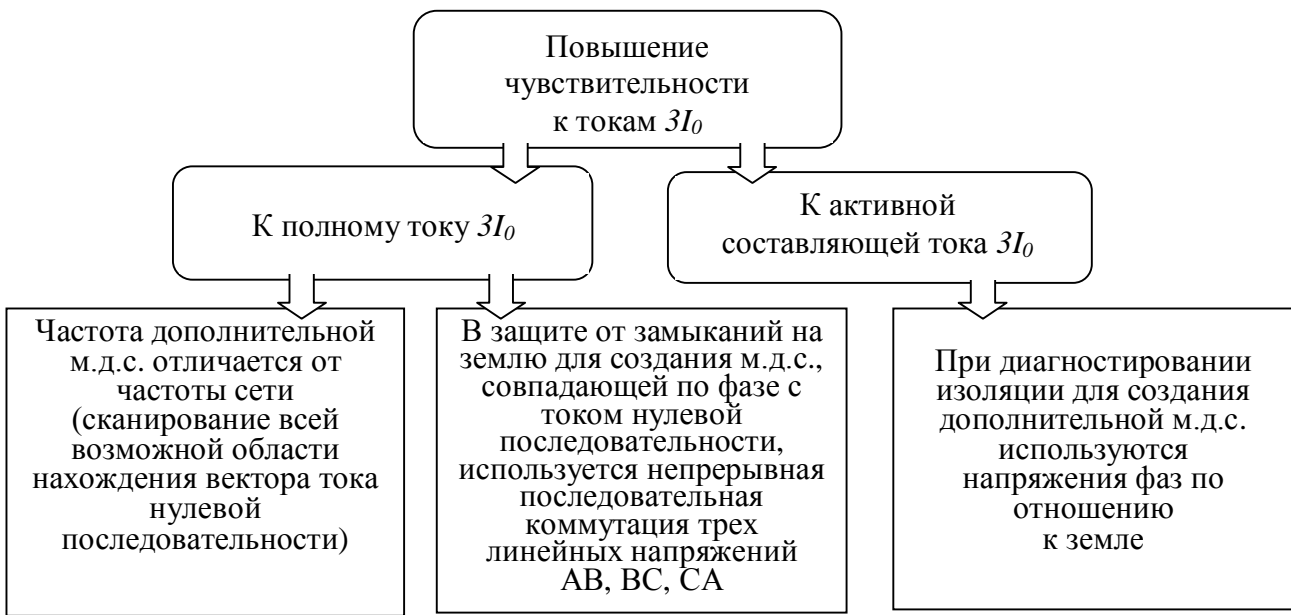 Повышение
чувствительности
к токам 3I0
К полному току 3I0
К активной
составляющей тока 3I0
Частота дополнительной
м.д.с. отличается от
частоты сети
(сканирование всей
возможной области
нахождения вектора тока
нулевой
последовательности)
В защите от замыканий на
землю для создания м.д.с.,
совпадающей по фазе с
током нулевой
последовательности,
используется непрерывная
последовательная
коммутация трех
линейных напряжений
АВ, ВС, СА
При диагностировании
изоляции для создания
дополнительной м.д.с.
используются
напряжения фаз по
отношению
к земле